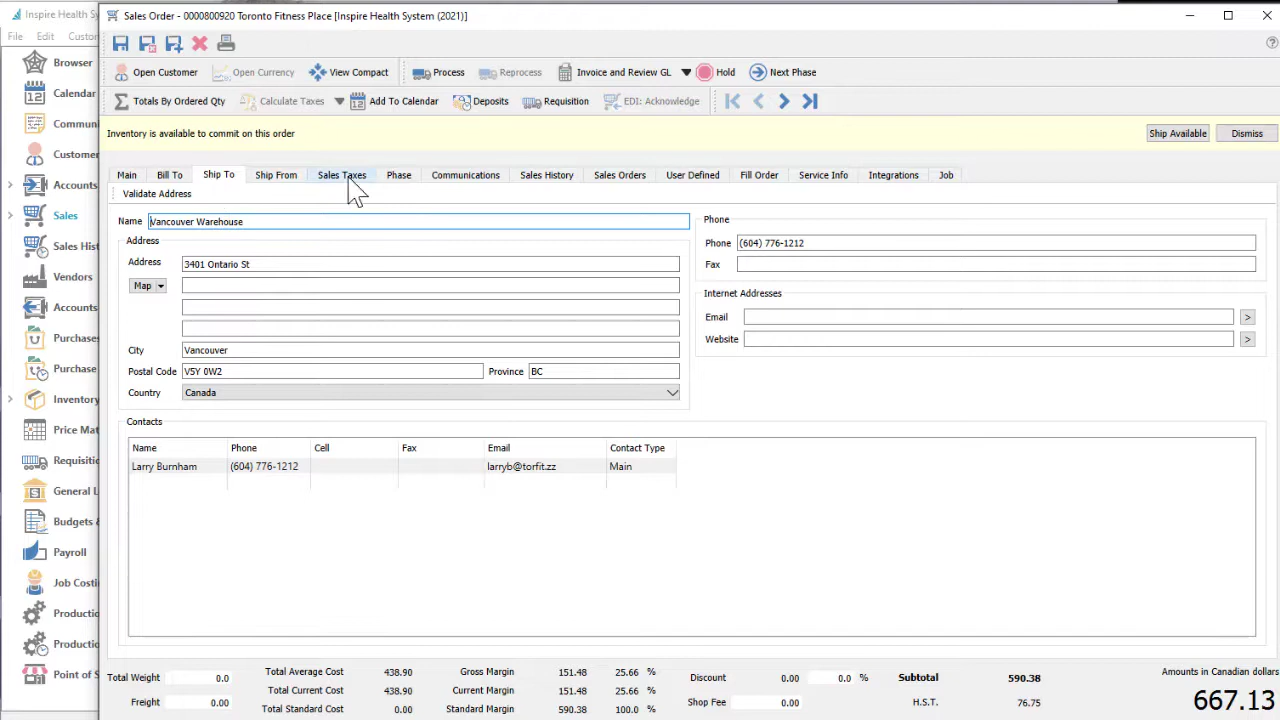 Inspire Health Sy
Sales Order - 0000800920 Toronto Fitness Place [Inspire Health System (2021)]
File Edit Custo
Open Customer Open Currency View Compact Process Reprocess Invoice and Review GL Hold Next Phase
Totals By Ordered Qty Calculate Taxes Add To Calendar Deposits Requisition EDI: Acknowledge
Inventory is available to commit on this order Ship Available Dismiss
Main Bill To Ship To Ship From Sales Taxes Phase Communications Sales History Sales Orders User Defined Fill Order Service Info Integrations Job
Validate Address
Browser
Calendar
Communi
Custome
Accounts
Sales
Sales Hist
Vendors
Accounts
Purchases
Purchase
Inventory
Price Mat
Requisitic
General L
Budgets &
Payroll
Job Costi
Productio
Productio
Point of S
Name Vancouver Warehouse
Address
Address 3401 Ontario St
Map
City Vancouver
Postal Code V5Y 0W2 Province BC
Country Canada
Phone
Phone (604) 776-1212
Fax
Internet Addresses
Email >
Website >
Contacts
Name Phone Cell Fax Email Contact Type
Larry Burnham (604) 776-1212 larryb@torfit.zz Main
Total Weight 0.0
Freight 0.00
Total Average Cost 438.90 Gross Margin 151.48 25.66 %
Total Current Cost 438.90 Current Margin 151.48 25.66 %
Total Standard Cost 0.00 Standard Margin 590.38 100.0 %
Discount 0.00 0.0 %
Shop Fee 0.00
Subtotal 590.38
H.S.T. 76.75
Amounts in Canadian dollars
667.13